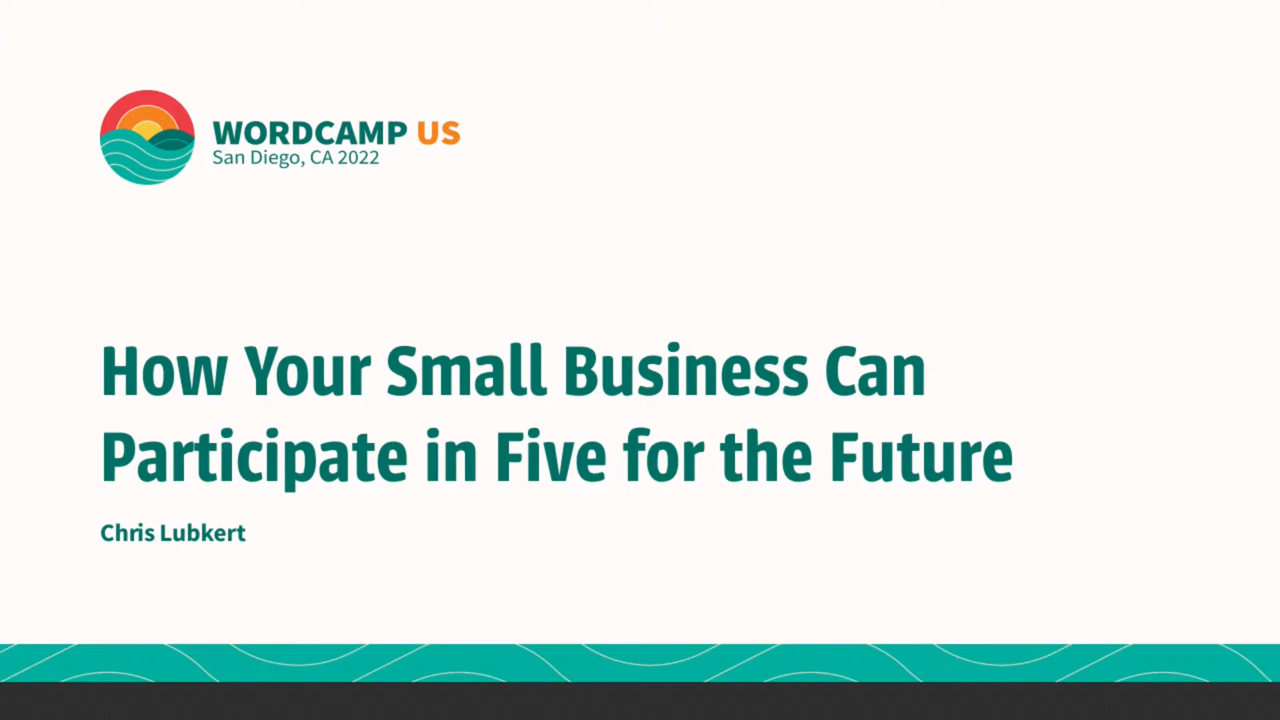 WORDCAMP US
San Diego, CA 2022
How Your Small Business Can
Participate in Five for the Future
Chris Lubkert